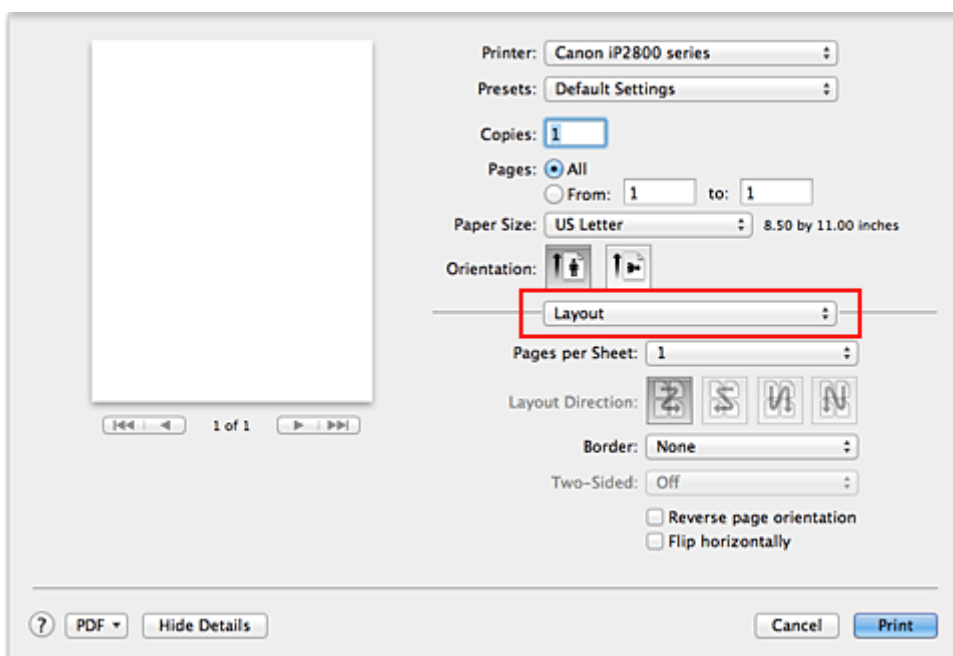 Printer: Canon iP2800 series
Presets: Default Settings
Copies: 1
Pages: All
From: 1 to: 1
Paper Size: US Letter 8.50 by 11.00 inches
Orientation:
Layout
Pages per Sheet: 1
Layout Direction:
1 of 1
Border: None
Two-Sided: Off
Reverse page orientation
Flip horizontally
? PDF Hide Details Cancel Print